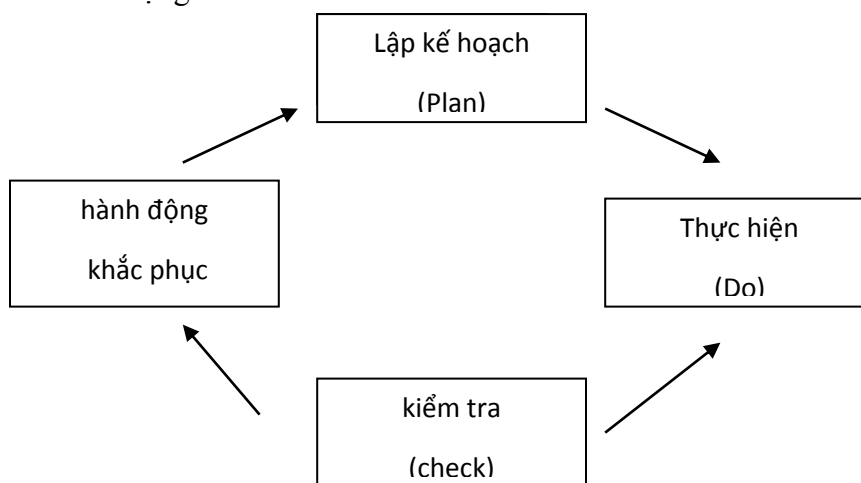 Lập kế hoạch
(Plan)
hành động
khắc phục
Thực hiện
(Do)
kiểm tra
(check)